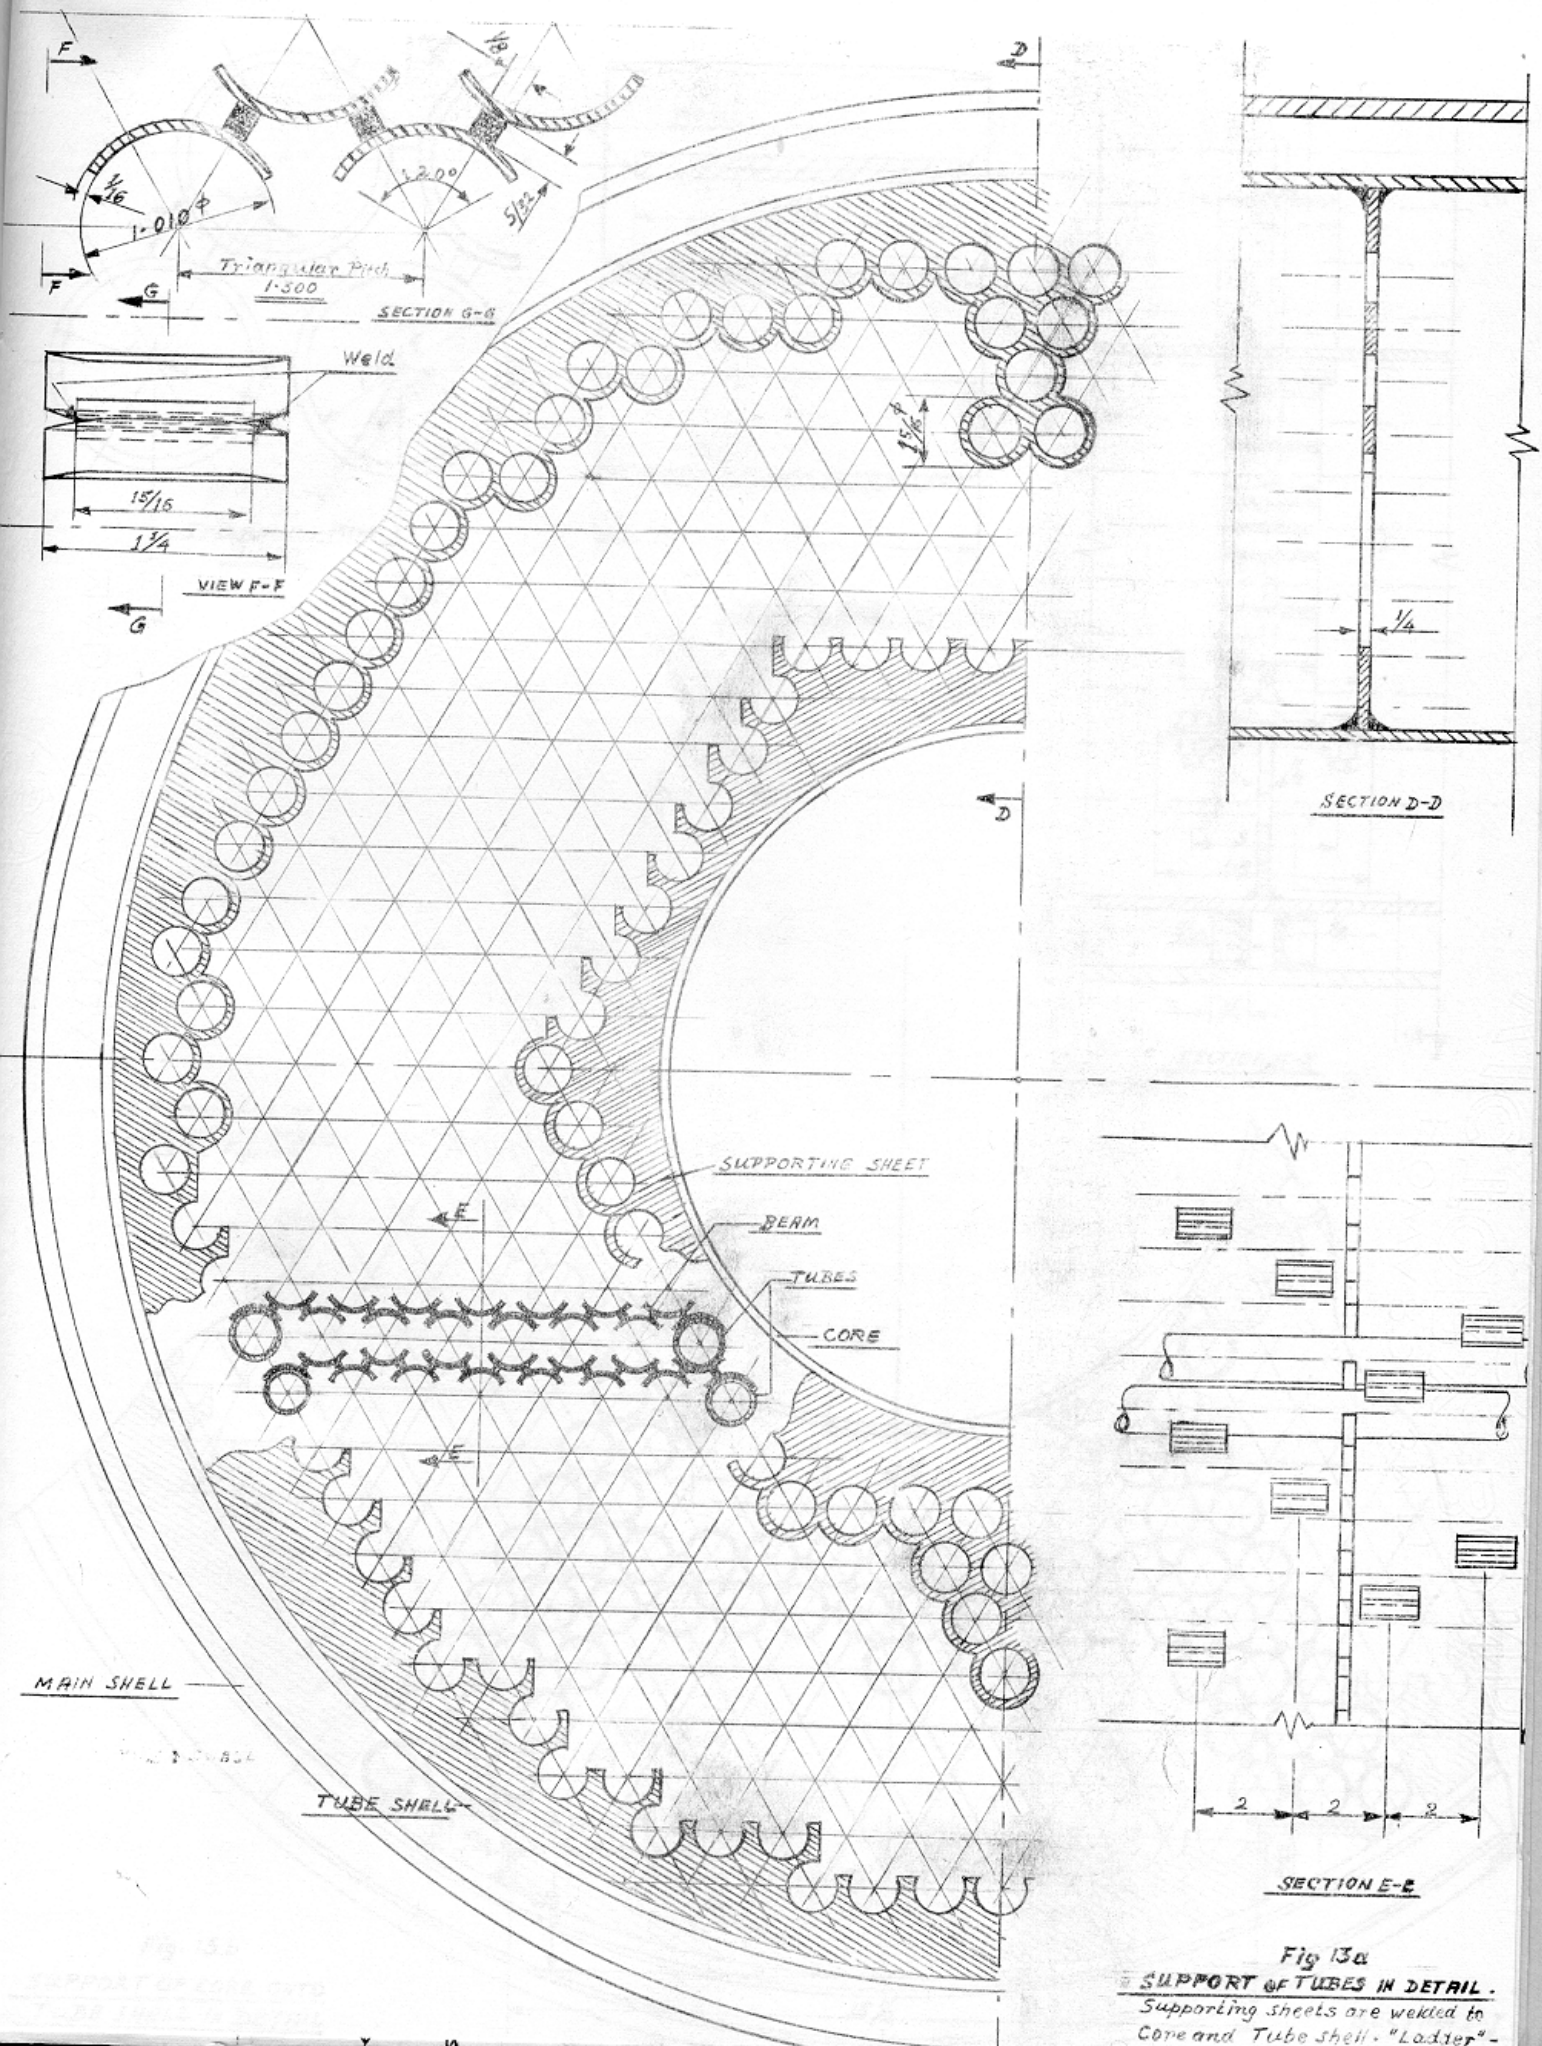 F
1/8
D
1/16
120°
1.010 ϕ
5/32
Triangular Pitch
1.500
F
G
SECTION G-G
Weld
1 5/16 ϕ
15/16
1 3/4
VIEW F-F
G
1/4
D
SECTION D-D
SUPPORTING SHEET
E
BEAM
TUBES
CORE
E
MAIN SHELL
TUBE SHELL
2 2 2
SECTION E-E
Fig 13a
SUPPORT OF TUBES IN DETAIL.
Supporting sheets are welded to
Core and Tube shell. "Ladder"-